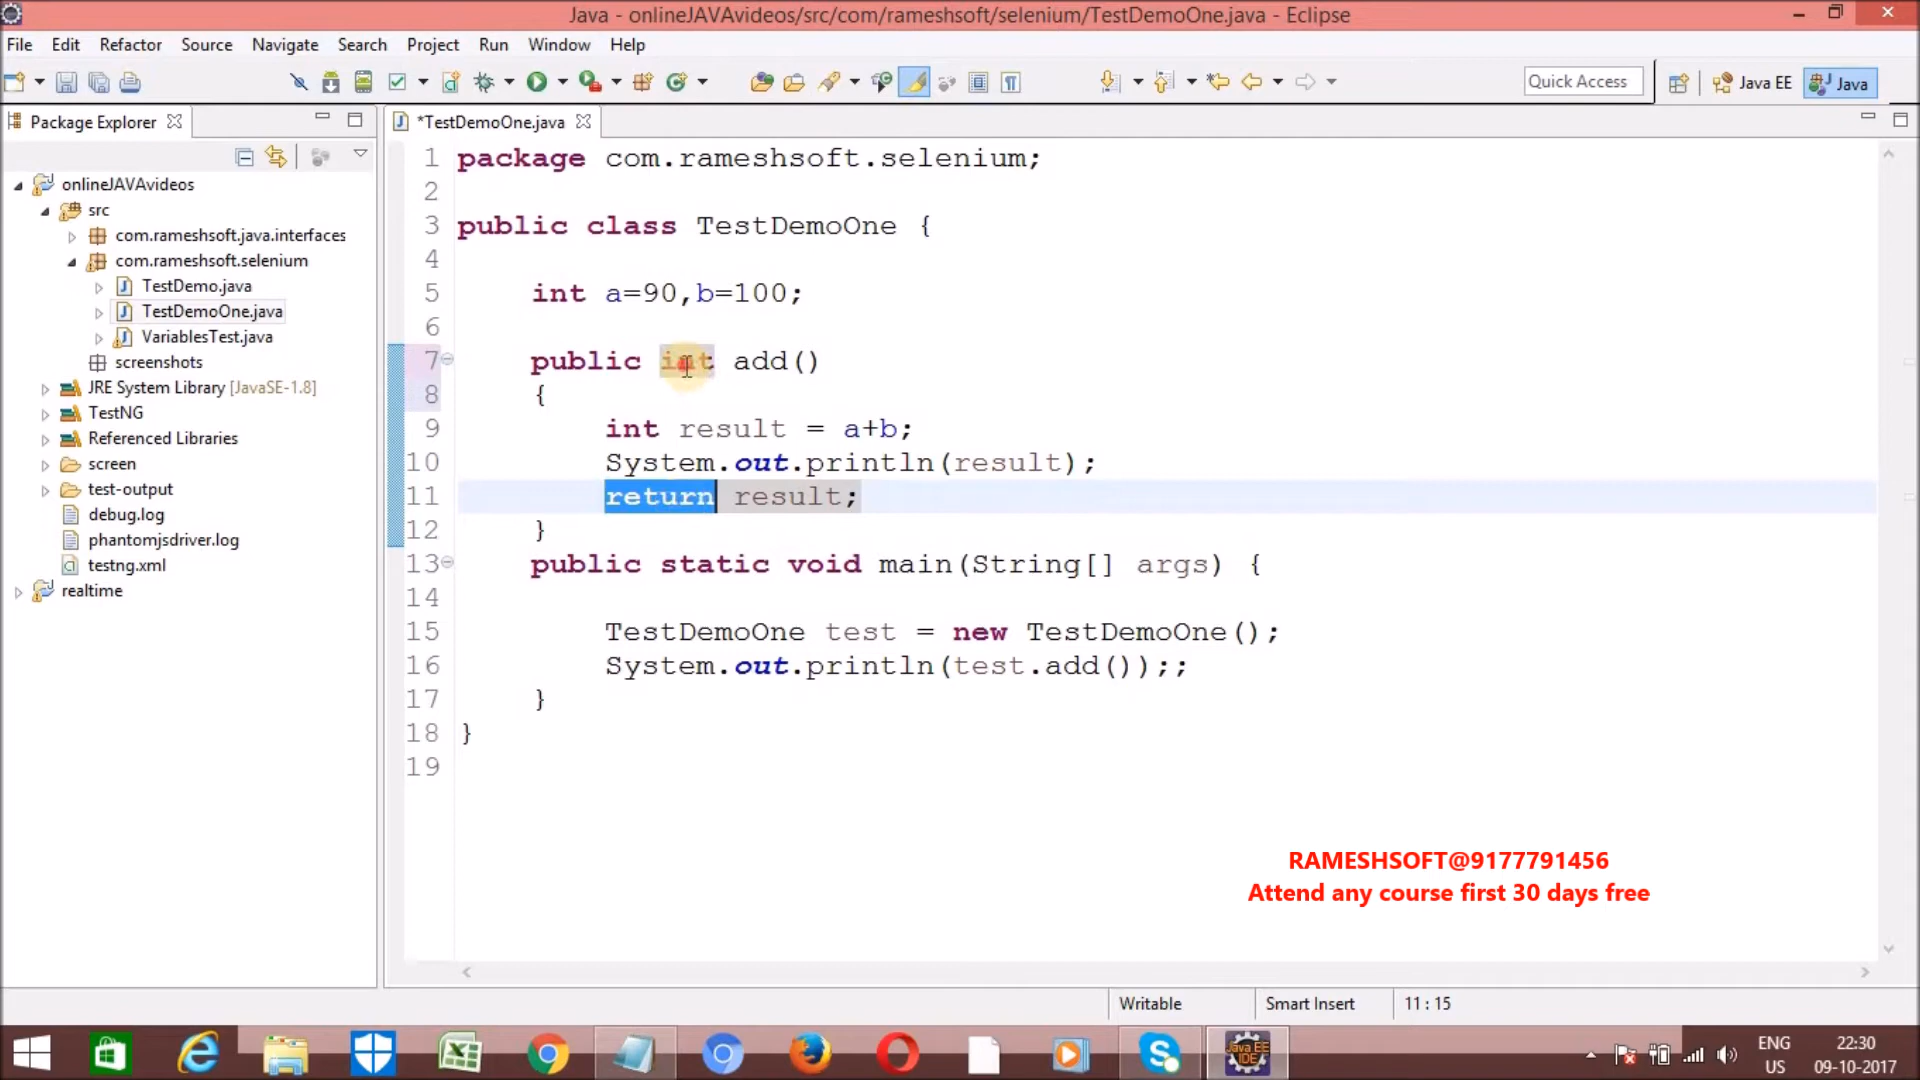 Java - onlineJAVAvideos/src/com/rameshsoft/selenium/TestDemoOne.java - Eclipse
File Edit Refactor Source Navigate Search Project Run Window Help
Quick Access
Java EE
Java
Package Explorer
*TestDemoOne.java
onlineJAVAvideos
src
com.rameshsoft.java.interfaces
com.rameshsoft.selenium
TestDemo.java
TestDemoOne.java
VariablesTest.java
screenshots
JRE System Library [JavaSE-1.8]
TestNG
Referenced Libraries
screen
test-output
debug.log
phantomjsdriver.log
testng.xml
realtime
1 package com.rameshsoft.selenium;
2
3 public class TestDemoOne {
4
5 int a=90,b=100;
6
7 public int add()
8 {
9 int result = a+b;
10 System.out.println(result);
11 return result;
12 }
13 public static void main(String[] args) {
14
15 TestDemoOne test = new TestDemoOne();
16 System.out.println(test.add());;
17 }
18 }
19
RAMESHSOFT@9177791456
Attend any course first 30 days free
Writable
Smart Insert
11 : 15
Java EE
IDE
ENG
US
22:30
09-10-2017